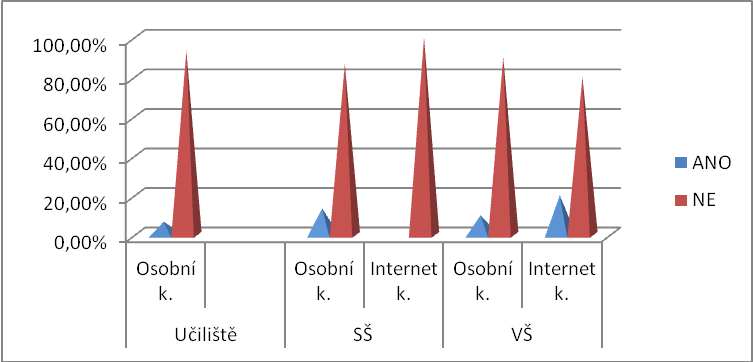 100,00%
80,00%
60,00%
40,00%
20,00%
0,00%
Osobní k.
Osobní k.
Internet k.
Osobní k.
Internet k.
Učiliště
SŠ
VŠ
ANO
NE